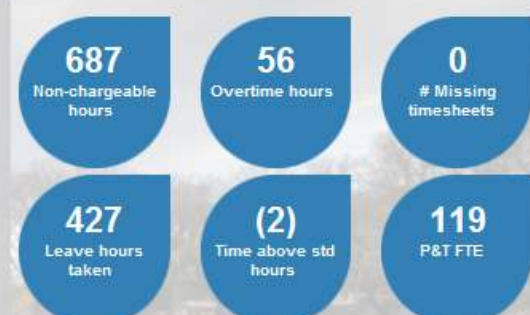 687
Non-chargeable
hours
56
Overtime hours
0
# Missing
timesheets
427
Leave hours
taken
(2)
Time above std
hours
119
P&T FTE